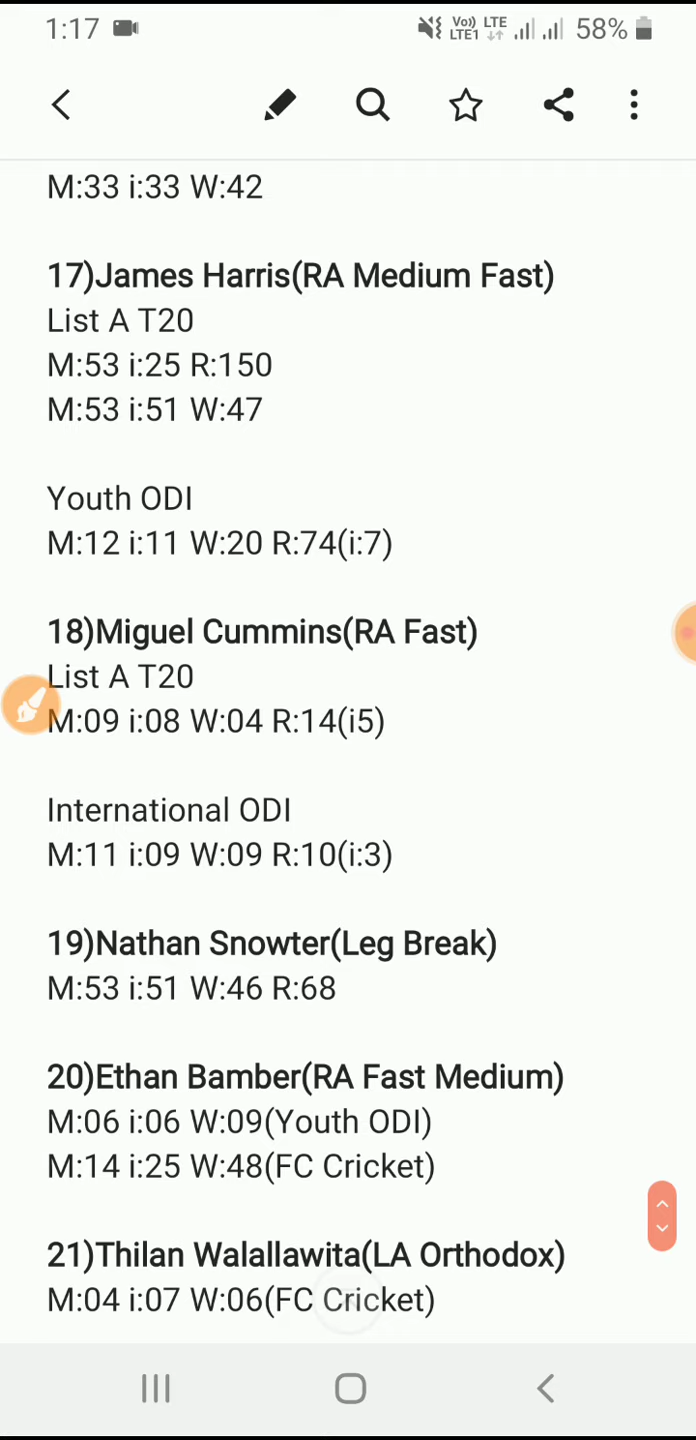 1:17
Vo)) LTE
LTE1
58%
M:33 i:33 W:42
17)James Harris(RA Medium Fast)
List A T20
M:53 i:25 R:150
M:53 i:51 W:47
Youth ODI
M:12 i:11 W:20 R:74(i:7)
18)Miguel Cummins(RA Fast)
List A T20
M:09 i:08 W:04 R:14(i5)
International ODI
M:11 i:09 W:09 R:10(i:3)
19)Nathan Snowter(Leg Break)
M:53 i:51 W:46 R:68
20)Ethan Bamber(RA Fast Medium)
M:06 i:06 W:09(Youth ODI)
M:14 i:25 W:48(FC Cricket)
21)Thilan Walallawita(LA Orthodox)
M:04 i:07 W:06(FC Cricket)